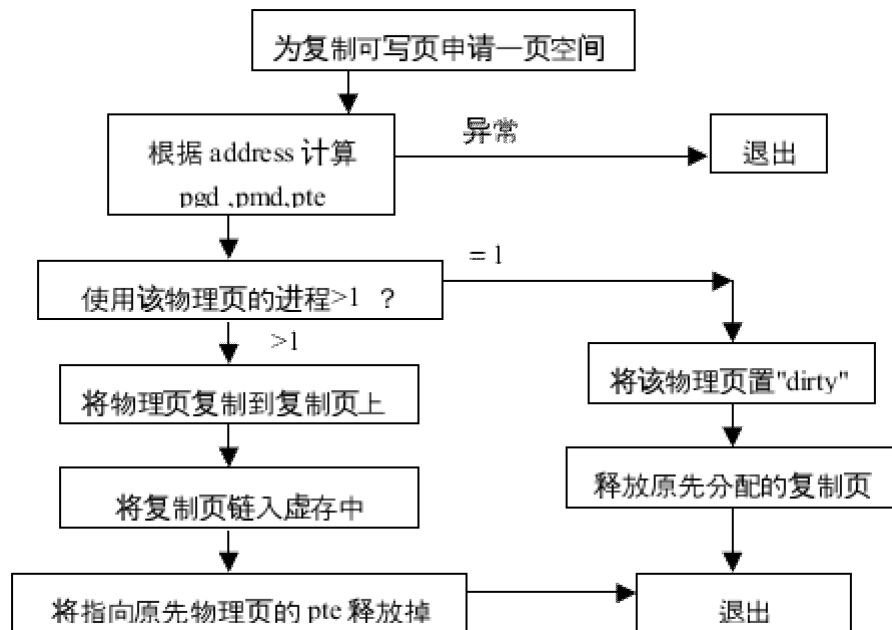 为复制可写页申请一页空间
根据 address 计算
pgd ,pmd,pte
异常
退出
使用该物理页的进程>1 ?
= 1
>1
将该物理页置"dirty"
将物理页复制到复制页上
释放原先分配的复制页
将复制页链入虚存中
将指向原先物理页的 pte 释放掉
退出